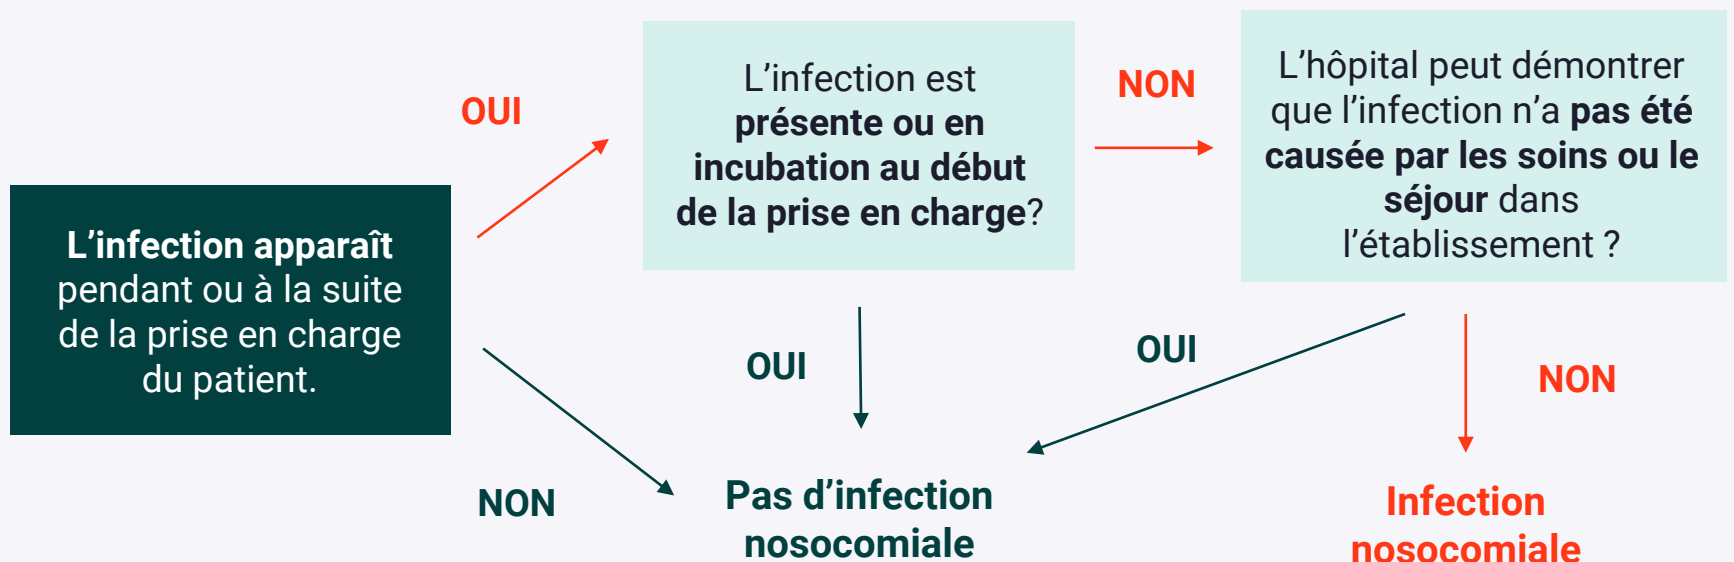 L’infection apparaît
pendant ou à la suite
de la prise en charge
du patient.
OUI
NON
L’infection est
présente ou en
incubation au début
de la prise en charge?
NON
OUI
L’hôpital peut démontrer
que l’infection n’a pas été
causée par les soins ou le
séjour dans
l’établissement ?
OUI
NON
Pas d’infection
nosocomiale
Infection
nosocomiale